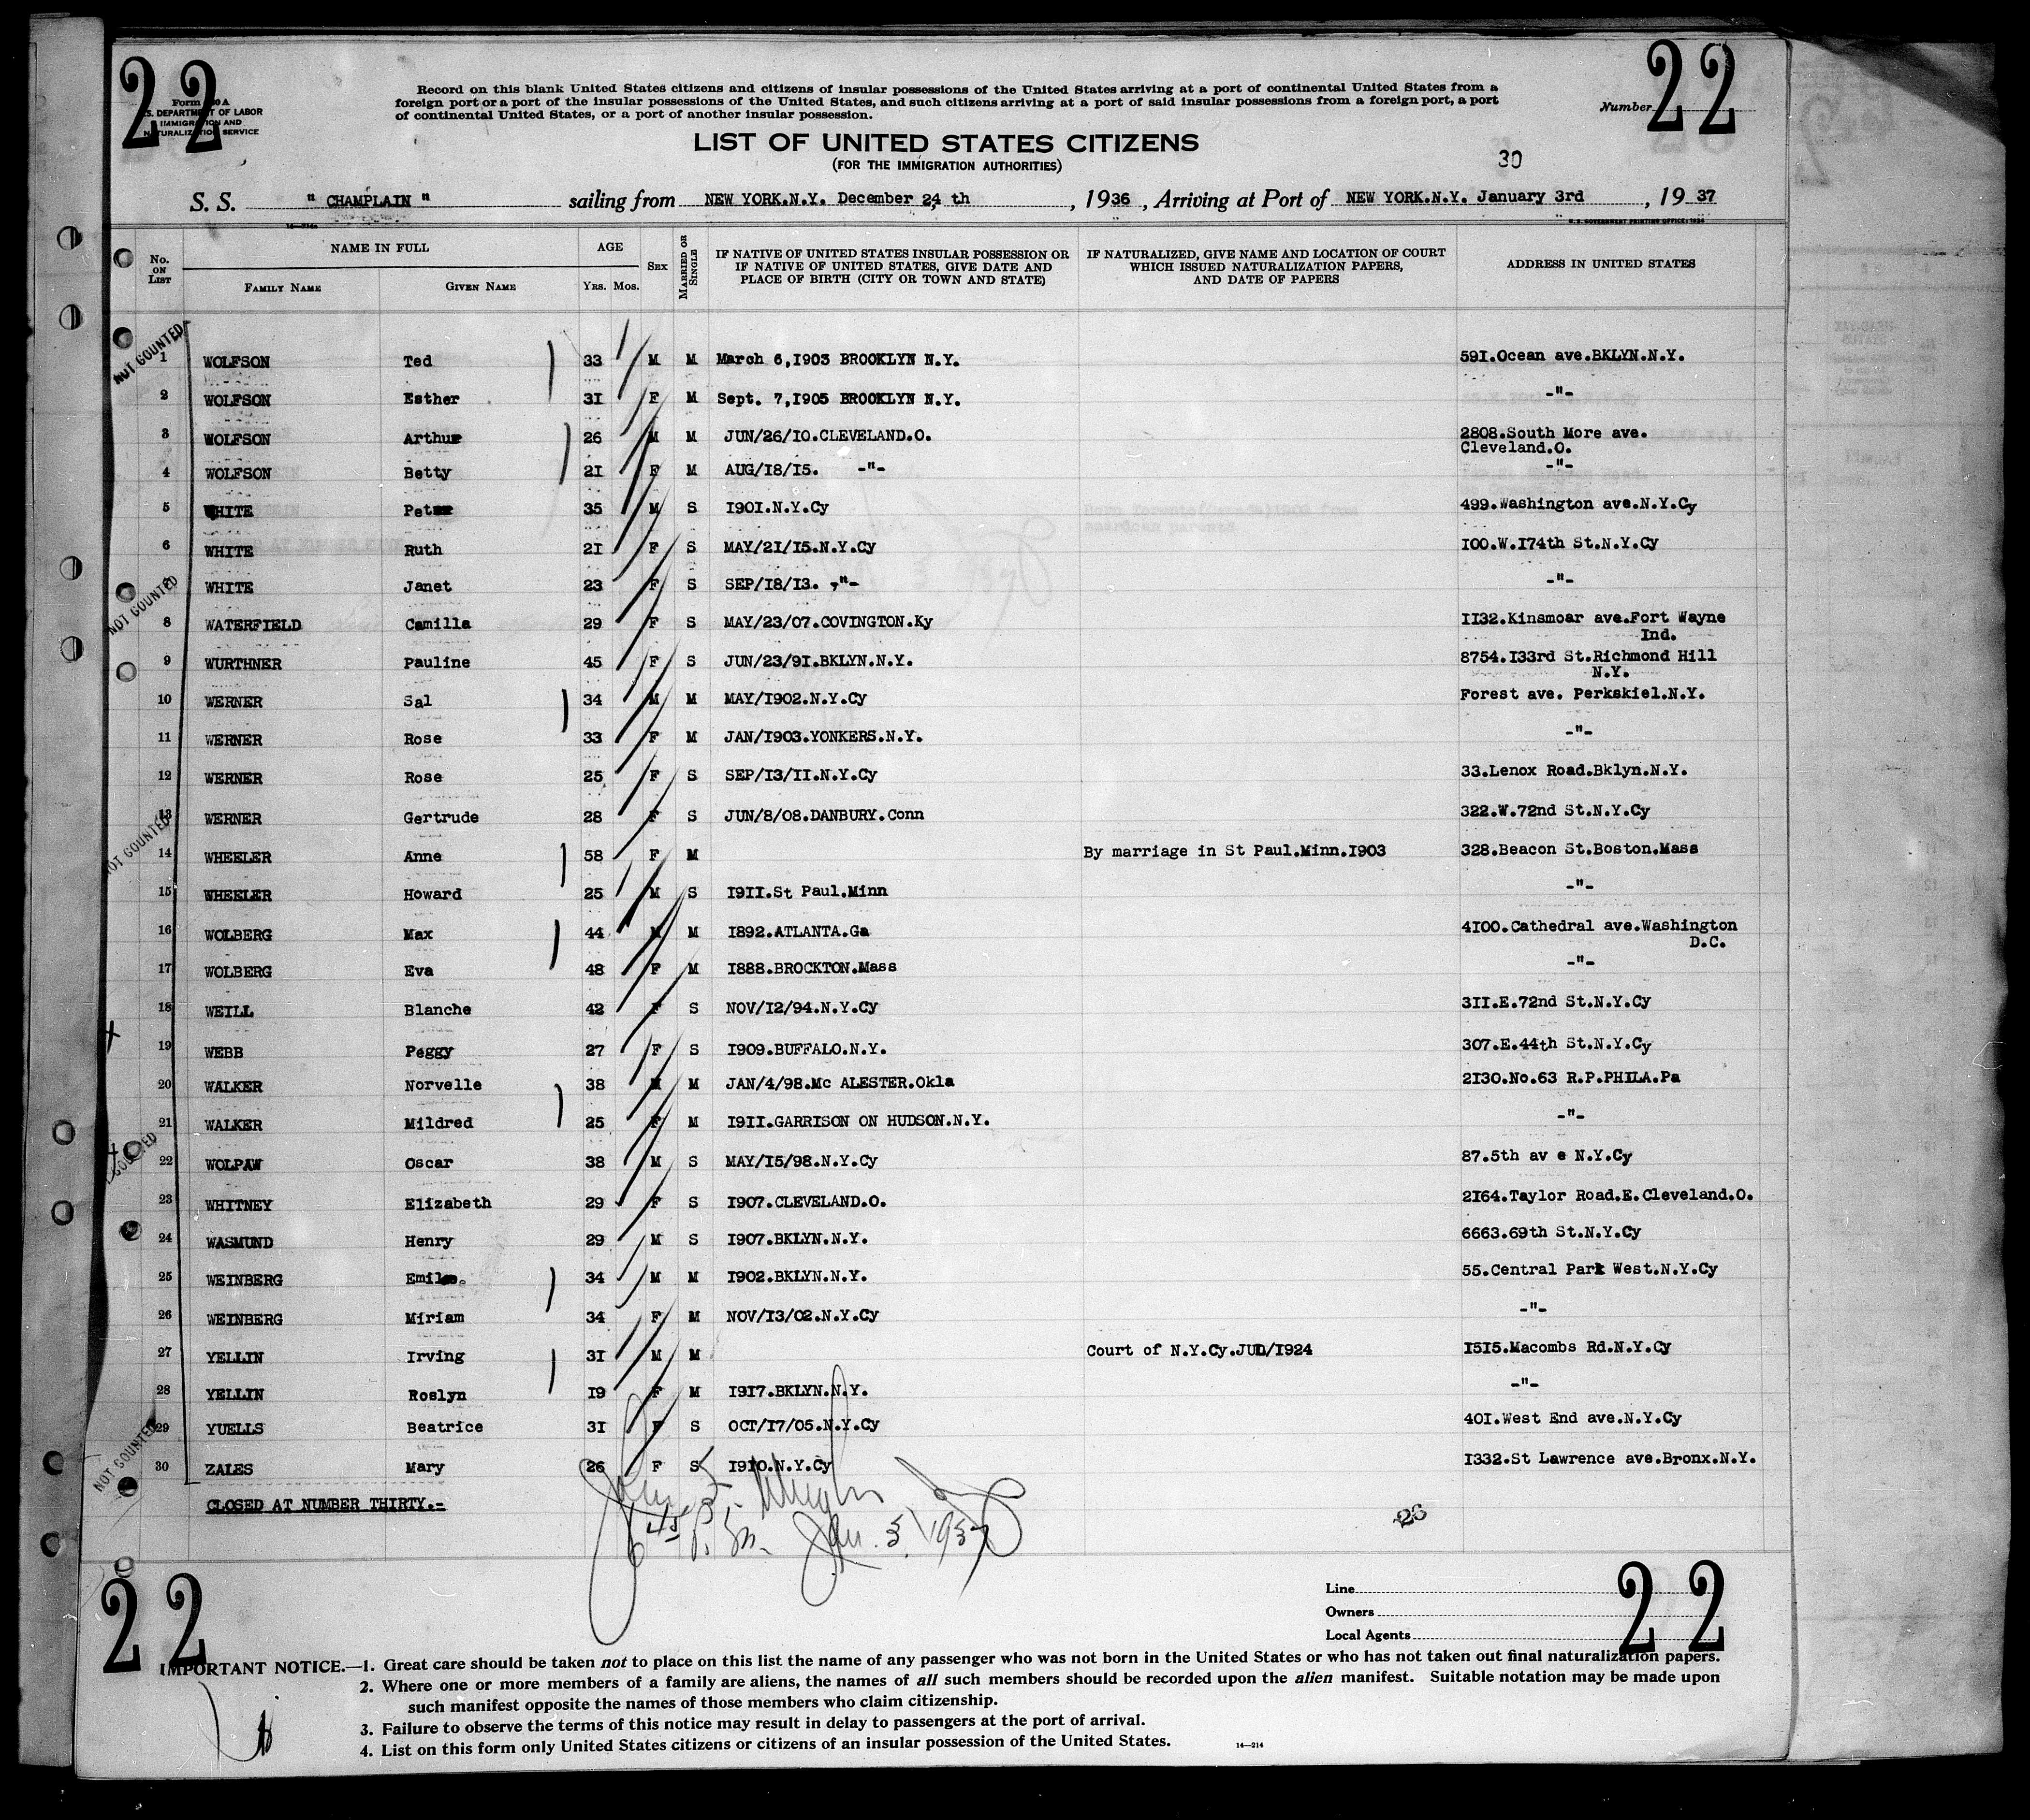 22 22
Form 630 A
U.S. DEPARTMENT OF LABOR
IMMIGRATION AND
NATURALIZATION SERVICE
Record on this blank United States citizens and citizens of insular possessions of the United States arriving at a port of continental United States from a
foreign port or a port of the insular possessions of the United States, and such citizens arriving at a port of said insular possessions from a foreign port, a port
of continental United States, or a port of another insular possession.
Number
LIST OF UNITED STATES CITIZENS
(FOR THE IMMIGRATION AUTHORITIES)
30
S. S. " CHAMPLAIN " sailing from NEW YORK.N.Y. December 24 th , 1936 , Arriving at Port of NEW YORK.N.Y. January 3rd , 19 37
No. ON LIST NAME IN FULL FAMILY NAME GIVEN NAME AGE YRS. MOS. SEX MARRIED OR SINGLE IF NATIVE OF UNITED STATES INSULAR POSSESSION OR IF NATIVE OF UNITED STATES, GIVE DATE AND PLACE OF BIRTH (CITY OR TOWN AND STATE) IF NATURALIZED, GIVE NAME AND LOCATION OF COURT WHICH ISSUED NATURALIZATION PAPERS, AND DATE OF PAPERS ADDRESS IN UNITED STATES
NOT COUNTED
1 WOLFSON Ted 33 M M March 6,1903 BROOKLYN N.Y. 591.Ocean ave.BKLYN.N.Y.
2 WOLFSON Esther 31 F M Sept. 7,1905 BROOKLYN N.Y. -"-
3 WOLFSON Arthur 26 M M JUN/26/10.CLEVELAND.O. 2808.South More ave.
Cleveland.O.
4 WOLFSON Betty 21 F M AUG/18/15. -"- -"-
5 WHITE Peter 35 M S 1901.N.Y.Cy 499.Washington ave.N.Y.Cy
6 WHITE Ruth 21 F S MAY/21/15.N.Y.Cy 100.W.174th St.N.Y.Cy
7 WHITE Janet 23 F S SEP/18/13. -"- -"-
NOT COUNTED
8 WATERFIELD Camilla 29 F S MAY/23/07.COVINGTON.Ky 1132.Kinsmoar ave.Fort Wayne
Ind.
9 WURTHNER Pauline 45 F S JUN/23/91.BKLYN.N.Y. 8754.133rd St.Richmond Hill
N.Y.
10 WERNER Sal 34 M M MAY/1902.N.Y.Cy Forest ave. Perkskiel.N.Y.
11 WERNER Rose 33 F M JAN/1903.YONKERS.N.Y. -"-
12 WERNER Rose 25 F S SEP/13/11.N.Y.Cy 33.Lenox Road.Bklyn.N.Y.
13 WERNER Gertrude 28 F S JUN/8/08.DANBURY.Conn 322.W.72nd St.N.Y.Cy
NOT COUNTED
14 WHEELER Anne 58 F M By marriage in St Paul.Minn.1903 328.Beacon St.Boston.Mass
15 WHEELER Howard 25 M S 1911.St Paul.Minn -"-
16 WOLBERG Max 44 M M 1892.ATLANTA.Ga 4100.Cathedral ave.Washington
D.C.
17 WOLBERG Eva 48 F M 1888.BROCKTON.Mass -"-
18 WEILL Blanche 42 F S NOV/12/94.N.Y.Cy 311.E.72nd St.N.Y.Cy
19 WEBB Peggy 27 F S 1909.BUFFALO.N.Y. 307.E.44th St.N.Y.Cy
20 WALKER Norvelle 38 M M JAN/4/98.Mc ALESTER.Okla 2130.No.63 R.P.PHILA.Pa
21 WALKER Mildred 25 F M 1911.GARRISON ON HUDSON.N.Y. -"-
COUNTED
22 WOLPAW Oscar 38 M S MAY/15/98.N.Y.Cy 87.5th av e N.Y.Cy
23 WHITNEY Elizabeth 29 F S 1907.CLEVELAND.O. 2164.Taylor Road.E.Cleveland.O.
24 WASMUND Henry 29 M S 1907.BKLYN.N.Y. 6663.69th St.N.Y.Cy
25 WEINBERG Emil 34 M M 1902.BKLYN.N.Y. 55.Central Park West.N.Y.Cy
26 WEINBERG Miriam 34 F M NOV/13/02.N.Y.Cy -"-
27 YELLIN Irving 31 M M Court of N.Y.Cy.JUL/1924 1515.Macombs Rd.N.Y.Cy
28 YELLIN Roslyn 19 F M 1917.BKLYN.N.Y. -"-
29 YUELLS Beatrice 31 F S OCT/17/05.N.Y.Cy 401.West End ave.N.Y.Cy
NOT COUNTED
30 ZALES Mary 26 F S 1910.N.Y.Cy 1332.St Lawrence ave.Bronx.N.Y.
CLOSED AT NUMBER THIRTY.-
6 45 P.m. Jan. 3, 1937
26
22 22
Line
Owners
Local Agents
IMPORTANT NOTICE.—1. Great care should be taken not to place on this list the name of any passenger who was not born in the United States or who has not taken out final naturalization papers.
2. Where one or more members of a family are aliens, the names of all such members should be recorded upon the alien manifest. Suitable notation may be made upon
such manifest opposite the names of those members who claim citizenship.
3. Failure to observe the terms of this notice may result in delay to passengers at the port of arrival.
4. List on this form only United States citizens or citizens of an insular possession of the United States.
14—214